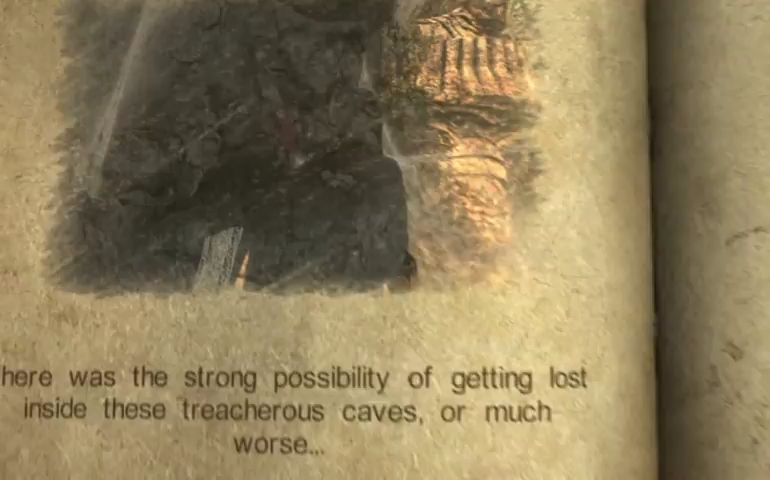 here was the strong possibility of getting lost
inside these treacherous caves, or much
worse...